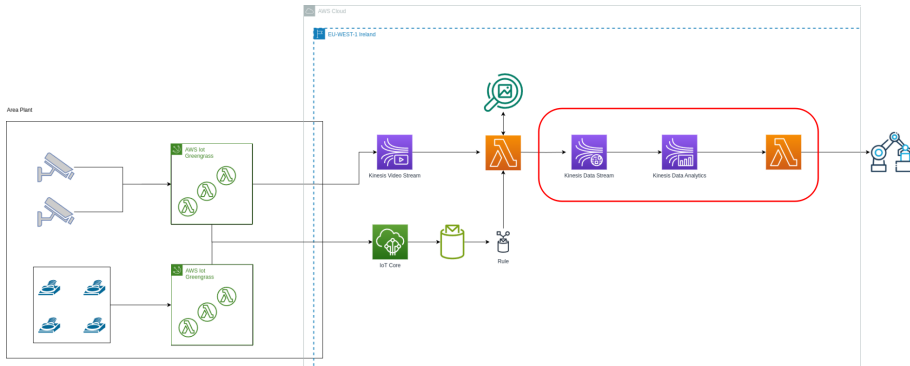 AWS Cloud
EU-WEST-1 Ireland
Area Plant
AWS Iot
Greengrass
Kinesis Video Stream
Kinesis Data Stream
Kinesis Data Analytics
IoT Core
Rule
AWS Iot
Greengrass